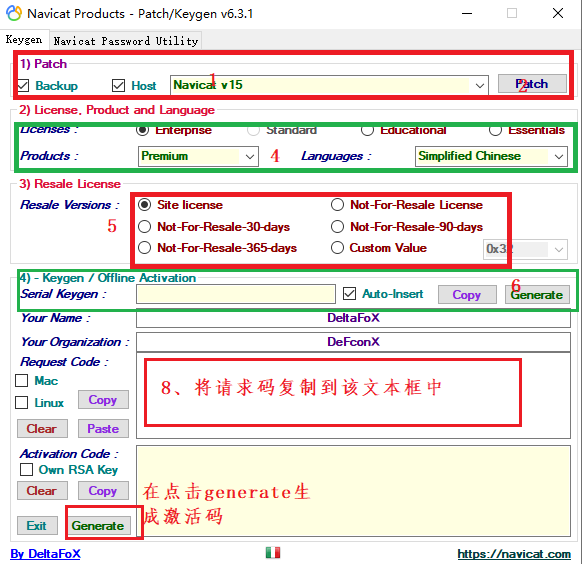 Navicat Products - Patch/Keygen v6.3.1
Keygen
Navicat Password Utility
1) Patch
Backup
Host
Navicat v15
1
Patch
2
2) License, Product and Language
Licenses :
Enterprise
Standard
Educational
Essentials
Products :
Premium
4
Languages :
Simplified Chinese
3) Resale License
Resale Versions :
5
Site license
Not-For-Resale License
Not-For-Resale-30-days
Not-For-Resale-90-days
Not-For-Resale-365-days
Custom Value
0x32
4) - Keygen / Offline Activation
6
Serial Keygen :
Auto-Insert
Copy
Generate
Your Name :
DeltaFoX
Your Organization :
DeFconX
Request Code :
Mac
Linux
Copy
Clear
Paste
8、将请求码复制到该文本框中
Activation Code :
Own RSA Key
Clear
Copy
Exit
Generate
在点击generate生
成激活码
By DeltaFoX
https://navicat.com